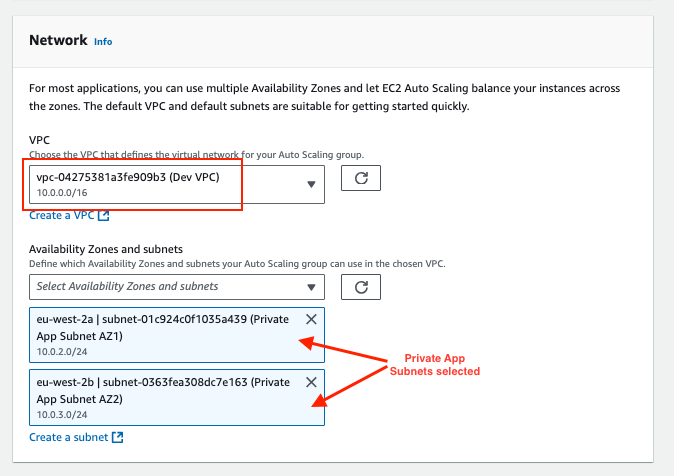 Network Info
For most applications, you can use multiple Availability Zones and let EC2 Auto Scaling balance your instances across
the zones. The default VPC and default subnets are suitable for getting started quickly.
VPC
Choose the VPC that defines the virtual network for your Auto Scaling group.
vpc-04275381a3fe909b3 (Dev VPC)
10.0.0.0/16
Create a VPC
Availability Zones and subnets
Define which Availability Zones and subnets your Auto Scaling group can use in the chosen VPC.
Select Availability Zones and subnets
eu-west-2a | subnet-01c924c0f1035a439 (Private
App Subnet AZ1)
10.0.2.0/24
eu-west-2b | subnet-0363fea308dc7e163 (Private
App Subnet AZ2)
10.0.3.0/24
Private App
Subnets selected
Create a subnet